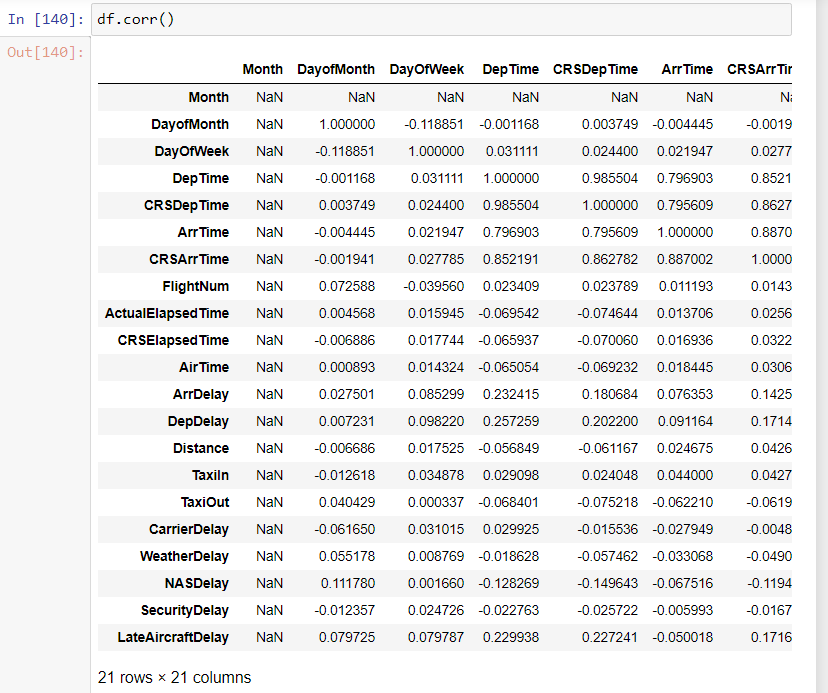 In [140]: df.corr()
Out[140]:
Month DayofMonth DayOfWeek DepTime CRSDepTime ArrTime
Month NaN NaN NaN NaN NaN NaN
DayofMonth NaN 1.000000 -0.118851 -0.001168 0.003749 -0.004445 -0.0019
DayOfWeek NaN -0.118851 1.000000 0.031111 0.024400 0.021947 0.0277
DepTime NaN -0.001168 0.031111 1.000000 0.985504 0.796903 0.8521
CRSDepTime NaN 0.003749 0.024400 0.985504 1.000000 0.795609 0.8627
ArrTime NaN -0.004445 0.021947 0.796903 0.795609 1.000000 0.8870
CRSArrTime NaN -0.001941 0.027785 0.852191 0.862782 0.887002 1.0000
FlightNum NaN 0.072588 -0.039560 0.023409 0.023789 0.011193 0.0143
ActualElapsedTime NaN 0.004568 0.015945 -0.069542 -0.074644 0.013706 0.0256
CRSElapsedTime NaN -0.006886 0.017744 -0.065937 -0.070060 0.016936 0.0322
AirTime NaN 0.000893 0.014324 -0.065054 -0.069232 0.018445 0.0306
ArrDelay NaN 0.027501 0.085299 0.232415 0.180684 0.076353 0.1425
DepDelay NaN 0.007231 0.098220 0.257259 0.202200 0.091164 0.1714
Distance NaN -0.006686 0.017525 -0.056849 -0.061167 0.024675 0.0426
TaxiIn NaN -0.012618 0.034878 0.029098 0.024048 0.044000 0.0427
TaxiOut NaN 0.040429 0.000337 -0.068401 -0.075218 -0.062210 -0.0619
CarrierDelay NaN -0.061650 0.031015 0.029925 -0.015536 -0.027949 -0.0048
WeatherDelay NaN 0.055178 0.008769 -0.018628 -0.057462 -0.033068 -0.0490
NASDelay NaN 0.111780 0.001660 -0.128269 -0.149643 -0.067516 -0.1194
SecurityDelay NaN -0.012357 0.024726 -0.022763 -0.025722 -0.005993 -0.0167
LateAircraftDelay NaN 0.079725 0.079787 0.229938 0.227241 -0.050018 0.1716
21 rows × 21 columns